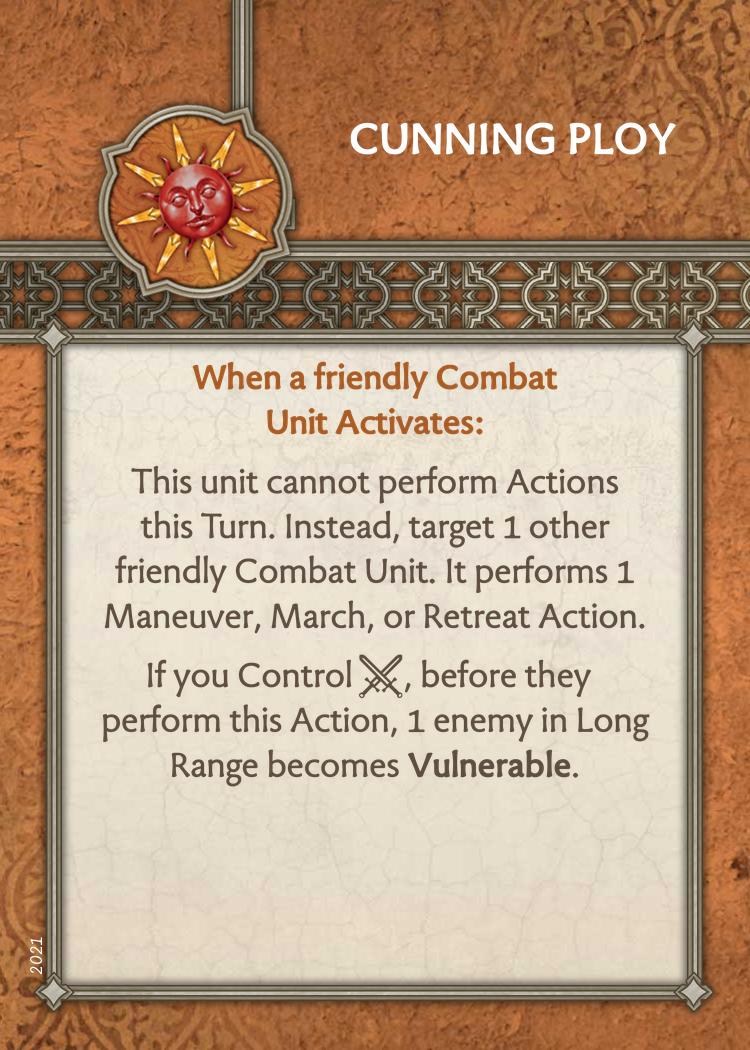 CUNNING PLOY
When a friendly Combat
Unit Activates:
This unit cannot perform Actions
this Turn. Instead, target 1 other
friendly Combat Unit. It performs 1
Maneuver, March, or Retreat Action.
If you Control , before they
perform this Action, 1 enemy in Long
Range becomes Vulnerable.
2021